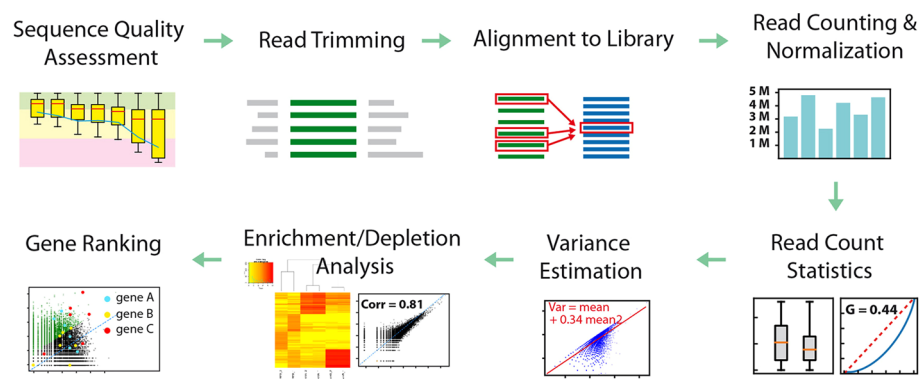 Sequence Quality
Assessment
Read Trimming
Alignment to Library
Read Counting &
Normalization
5 M
4 M
3 M
2 M
1 M
Gene Ranking
gene A
gene B
gene C
Enrichment/Depletion
Analysis
Corr = 0.81
Variance
Estimation
Var = mean
+ 0.34 mean2
Read Count
Statistics
G = 0.44